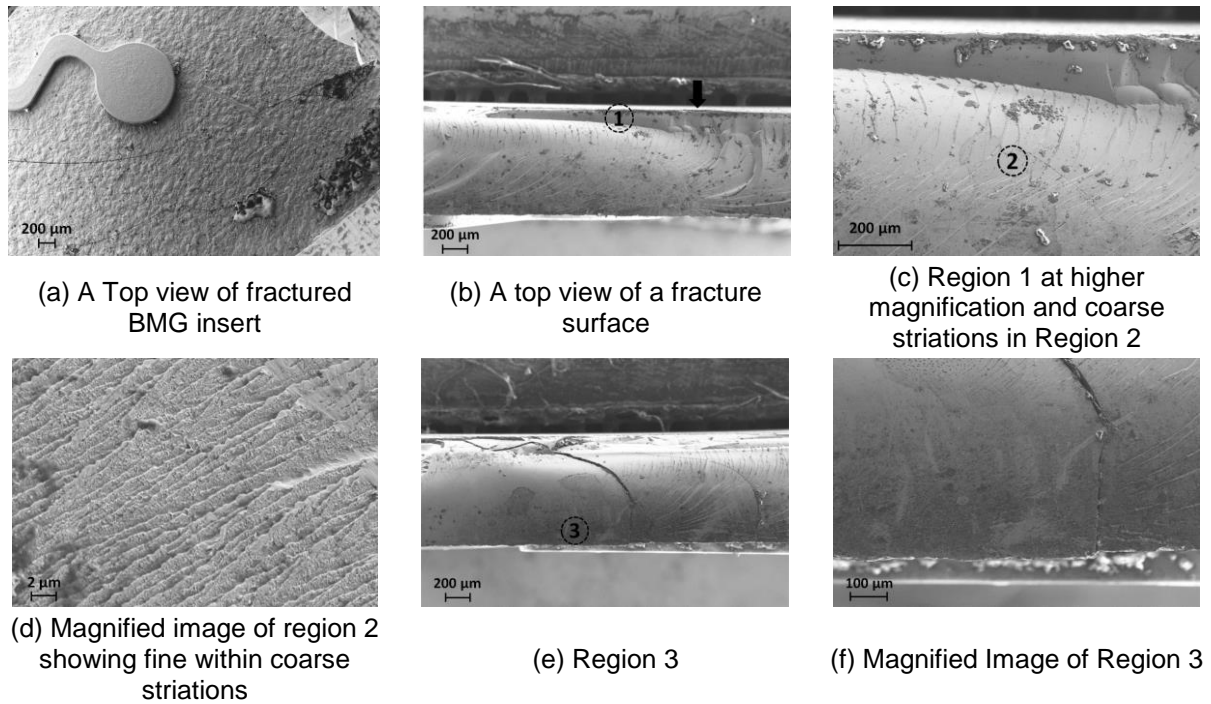 200 µm
1
200 µm
2
200 µm
(a) A Top view of fractured
BMG insert
(b) A top view of a fracture
surface
(c) Region 1 at higher
magnification and coarse
striations in Region 2
2 µm
3
200 µm
100 µm
(d) Magnified image of region 2
showing fine within coarse
striations
(e) Region 3
(f) Magnified Image of Region 3